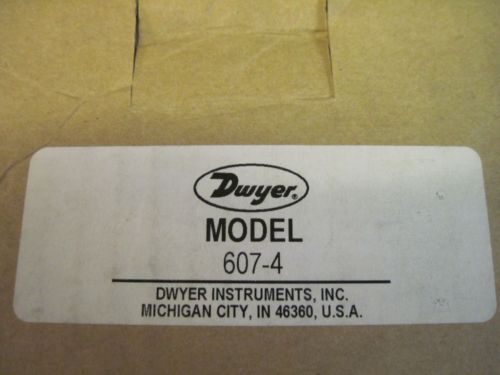 Dwyer®
MODEL
607-4
DWYER INSTRUMENTS, INC.
MICHIGAN CITY, IN 46360, U.S.A.